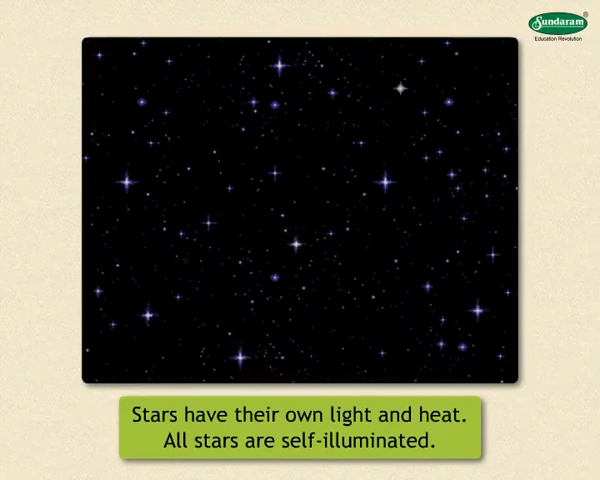 Sundaram®
Education Revolution
Stars have their own light and heat.
All stars are self-illuminated.